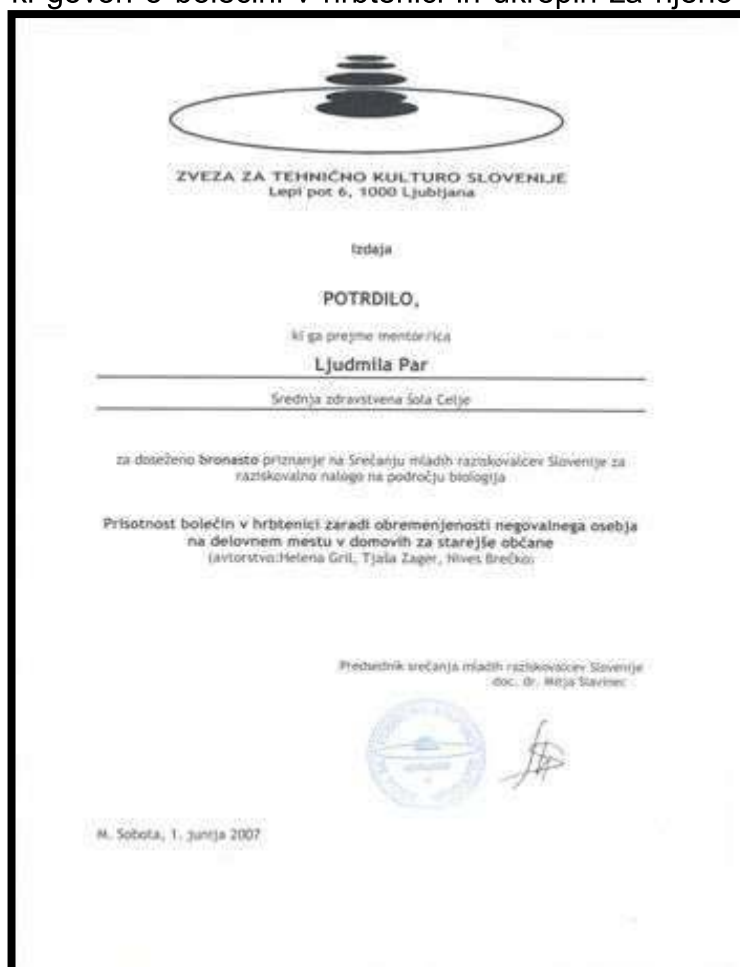 ki govori o bolečini v hrbtenici in ukrepih za njeno
ZVEZA ZA TEHNIČNO KULTURO SLOVENIJE
Lepi pot 6, 1000 Ljubljana
Izdaja
POTRDILO,
ki ga prejme mentor/ica
Ljudmila Par
Srednja zdravstvena šola Celje
za doseženo bronasto priznanje na Srečanju mladih raziskovalcev Slovenije za
raziskovalno nalogo na področju biologija
Prisotnost bolečin v hrbtenici zaradi obremenjenosti negovalnega osebja
na delovnem mestu v domovih za starejše občane
(avtorstvo:Helena Gril, Tjaša Zager, Nives Brečko)
Predsednik srečanja mladih raziskovalcev Slovenije
doc. dr. Mitja Slavinec
M. Sobota, 1. junija 2007